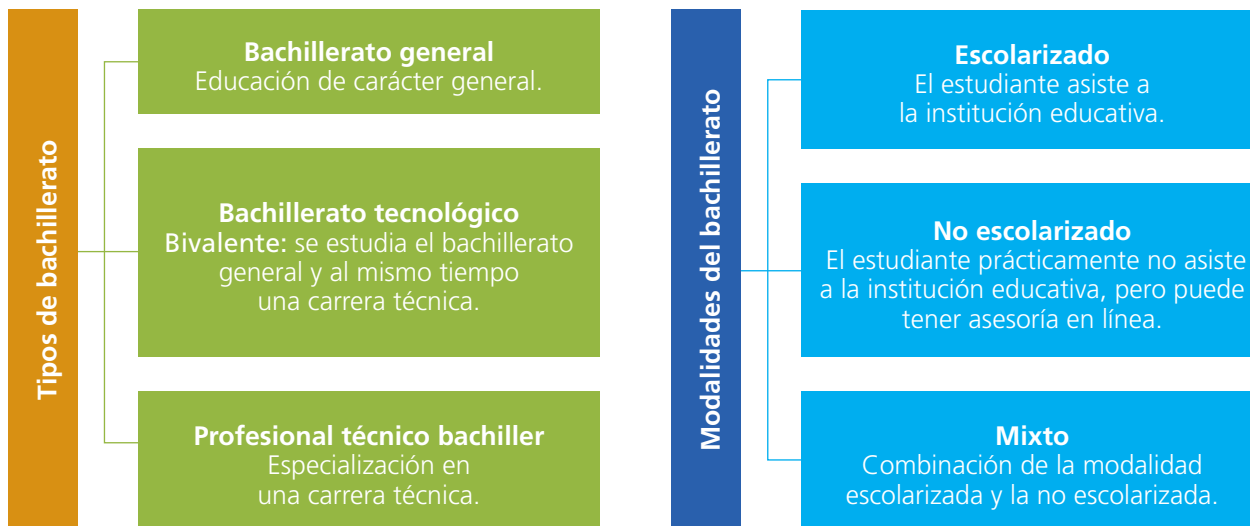 Tipos de bachillerato
Bachillerato general
Educación de carácter general.
Bachillerato tecnológico
Bivalente: se estudia el bachillerato
general y al mismo tiempo
una carrera técnica.
Profesional técnico bachiller
Especialización en
una carrera técnica.
Modalidades del bachillerato
Escolarizado
El estudiante asiste a
la institución educativa.
No escolarizado
El estudiante prácticamente no asiste
a la institución educativa, pero puede
tener asesoría en línea.
Mixto
Combinación de la modalidad
escolarizada y la no escolarizada.